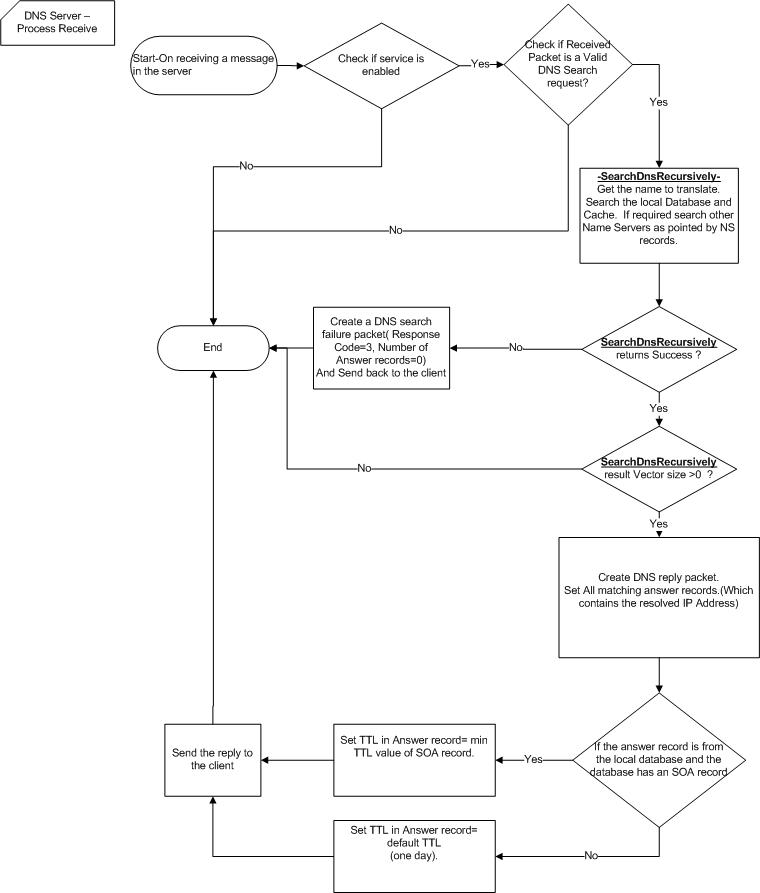 DNS Server –
Process Receive
Start-On receiving a message
in the server
Check if service is
enabled
Yes
Check if Received
Packet is a Valid
DNS Search
request?
Yes
No
No
-SearchDnsRecursively-
Get the name to translate.
Search the local Database and
Cache. If required search other
Name Servers as pointed by NS
records.
End
Create a DNS search
failure packet( Response
Code=3, Number of
Answer records=0)
And Send back to the client
No
SearchDnsRecursively
returns Success ?
Yes
No
SearchDnsRecursively
result Vector size >0 ?
Yes
Create DNS reply packet.
Set All matching answer records.(Which
contains the resolved IP Address)
If the answer record is from
the local database and the
database has an SOA record
Yes
Set TTL in Answer record= min
TTL value of SOA record.
Send the reply to
the client
No
Set TTL in Answer record=
default TTL
(one day).